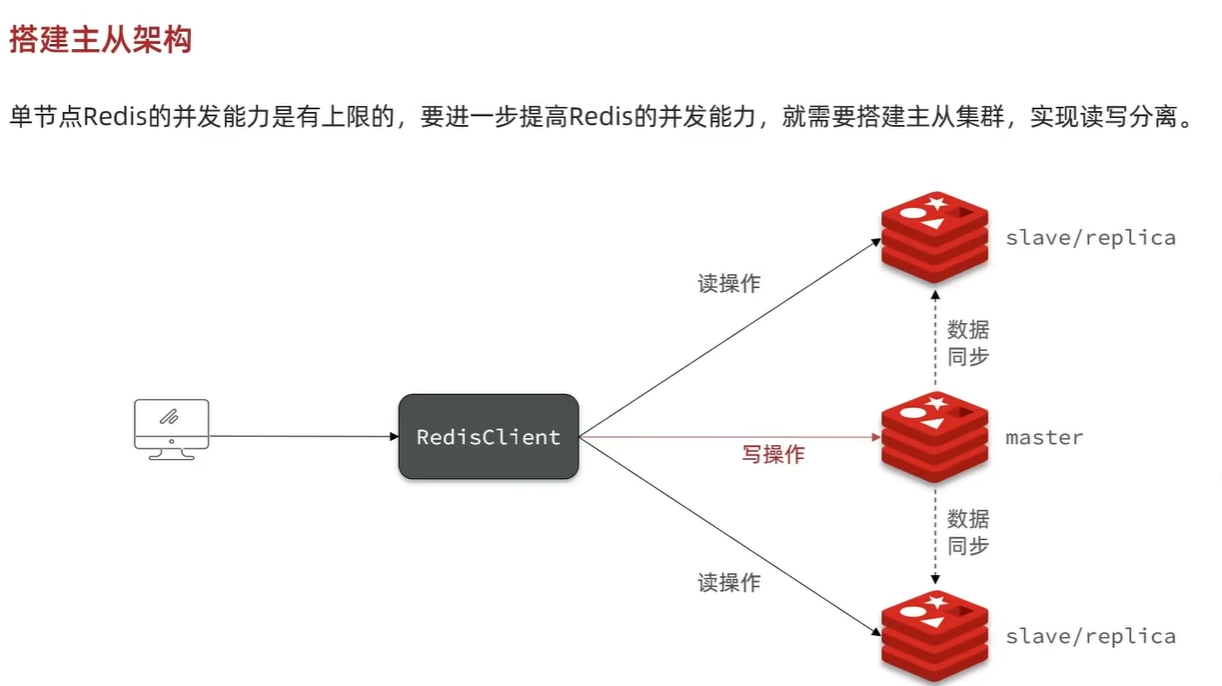 搭建主从架构
单节点Redis的并发能力是有上限的，要进一步提高Redis的并发能力，就需要搭建主从集群，实现读写分离。
slave/replica
读操作
数据
同步
RedisClient
写操作
master
数据
同步
读操作
slave/replica